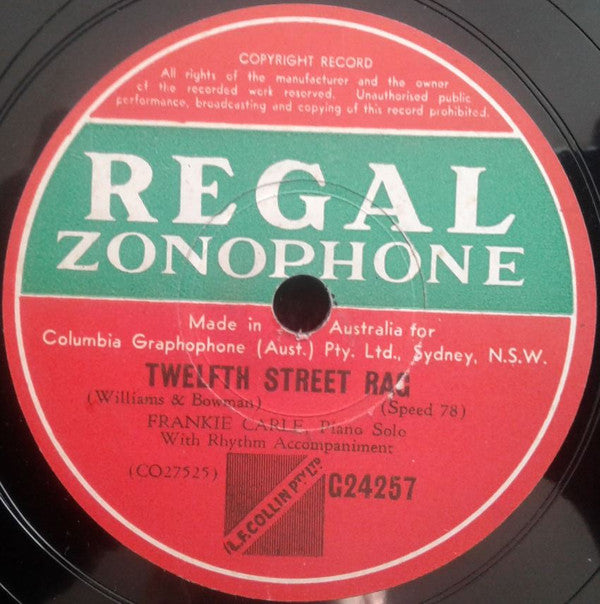 COPYRIGHT RECORD
All rights of the manufacturer and the owner
of the recorded work reserved. Unauthorised public
performance, broadcasting and copying of this record prohibited.
REGAL
ZONOPHONE
Made in Australia for
Columbia Graphophone (Aust.) Pty. Ltd., Sydney, N.S.W.
TWELFTH STREET RAG
(Williams & Bowman) (Speed 78)
FRANKIE CARLE, Piano Solo
With Rhythm Accompaniment
(CO27525)
L.F. COLLIN PTY LTD
G24257